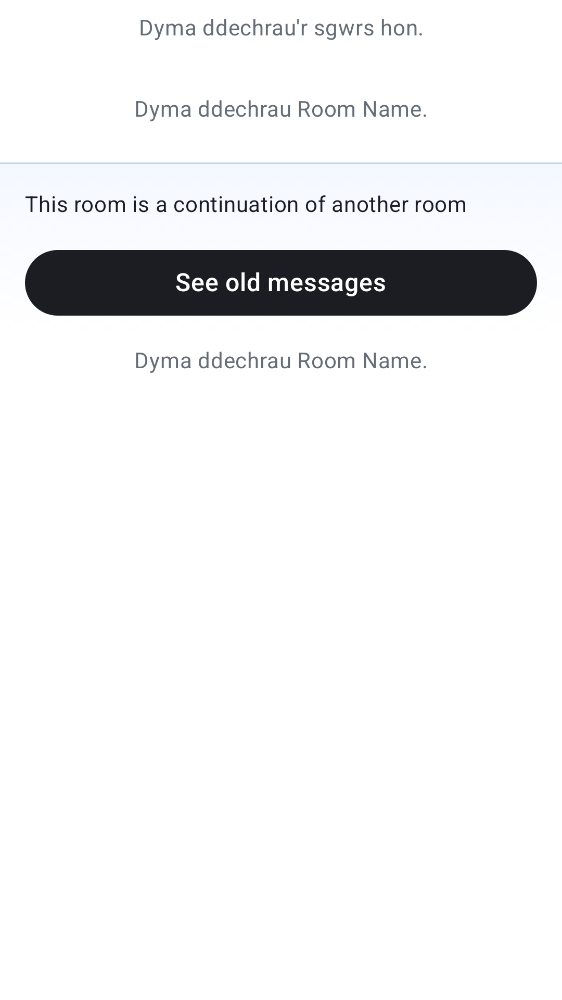 Dyma ddechrau'r sgwrs hon.
Dyma ddechrau Room Name.
This room is a continuation of another room
See old messages
Dyma ddechrau Room Name.